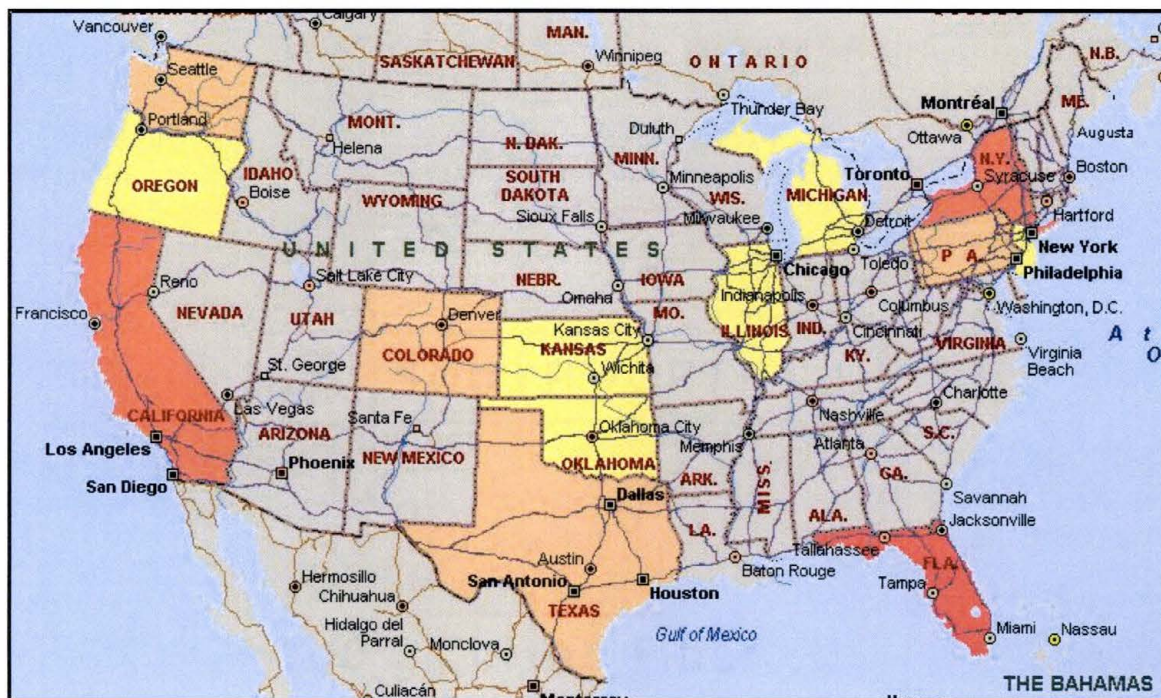 Calgary
Vancouver
MAN.
Winnipeg
SASKATCHEWAN
ONTARIO
N.B.
Seattle
Thunder Bay
Montréal
ME.
Portland
MONT.
Helena
N. DAK.
Duluth
MINN.
Ottawa
Augusta
N.Y.
OREGON
IDAHO
Boise
SOUTH
DAKOTA
Minneapolis
WIS.
MICHIGAN
Toronto
Syracuse
Boston
WYOMING
Sioux Falls
Milwaukee
Detroit
Hartford
UNITED STATES
New York
Reno
Salt Lake City
NEBR.
IOWA
Chicago
Toledo
PA.
Philadelphia
NEVADA
UTAH
Omaha
Indianapolis
Columbus
Washington, D.C.
Francisco
Denver
Kansas City
MO.
ILLINOIS
IND.
Cincinnati
COLORADO
KANSAS
KY.
VIRGINIA
Virginia
Beach
St. George
Wichita
CALIFORNIA
Las Vegas
Santa Fe
Nashville
Charlotte
Los Angeles
ARIZONA
Oklahoma City
Memphis
Atlanta
S.C.
San Diego
Phoenix
NEW MEXICO
OKLAHOMA
ARK.
MISS.
GA.
Dallas
Savannah
LA.
ALA.
Jacksonville
Austin
Tallahassee
FLA.
Baton Rouge
Hermosillo
San Antonio
Houston
Tampa
Chihuahua
TEXAS
Hidalgo del
Parral
Monclova
Gulf of Mexico
Miami
Nassau
Culiacán
THE BAHAMAS